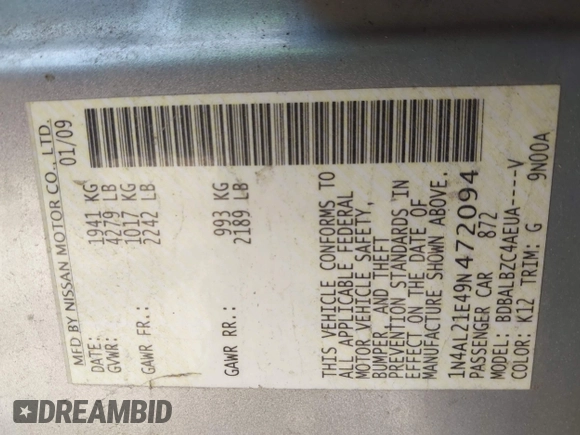 MFD BY NISSAN MOTOR CO., LTD.
DATE: 01/09
GVWR: 1941 KG
4279 LB
GAWR FR.: 1017 KG
2242 LB
GAWR RR.: 993 KG
2189 LB
THIS VEHICLE CONFORMS TO
ALL APPLICABLE FEDERAL
MOTOR VEHICLE SAFETY,
BUMPER, AND THEFT
PREVENTION STANDARDS IN
EFFECT ON THE DATE OF
MANUFACTURE SHOWN ABOVE.
1N4AL21E49N472094
PASSENGER CAR 872
MODEL: BDBALBZC4AEUA-----V
COLOR: K12 TRIM: G 9N00A
DREAMBID